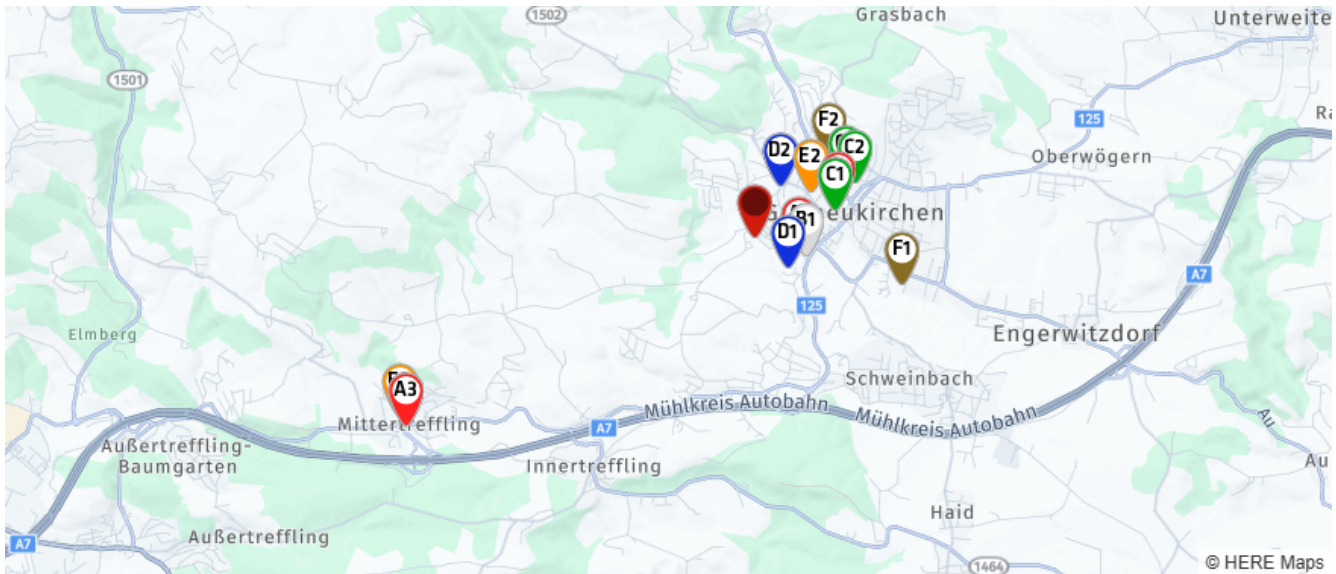 1502
Grasbach
Unterweite
1501
125
Ra
F2
D2
E2
C2
Oberwögern
C1
G
eukirchen
B1
D1
F1
A7
125
Elmberg
Engerwitzdorf
A3
Schweinbach
Mühlkreis Autobahn
Mühlkreis Autobahn
Mittertreffling
A7
Au
Außertreffling-
Baumgarten
Innertreffling
Au
Haid
Außertreffling
A7
1464
© HERE Maps